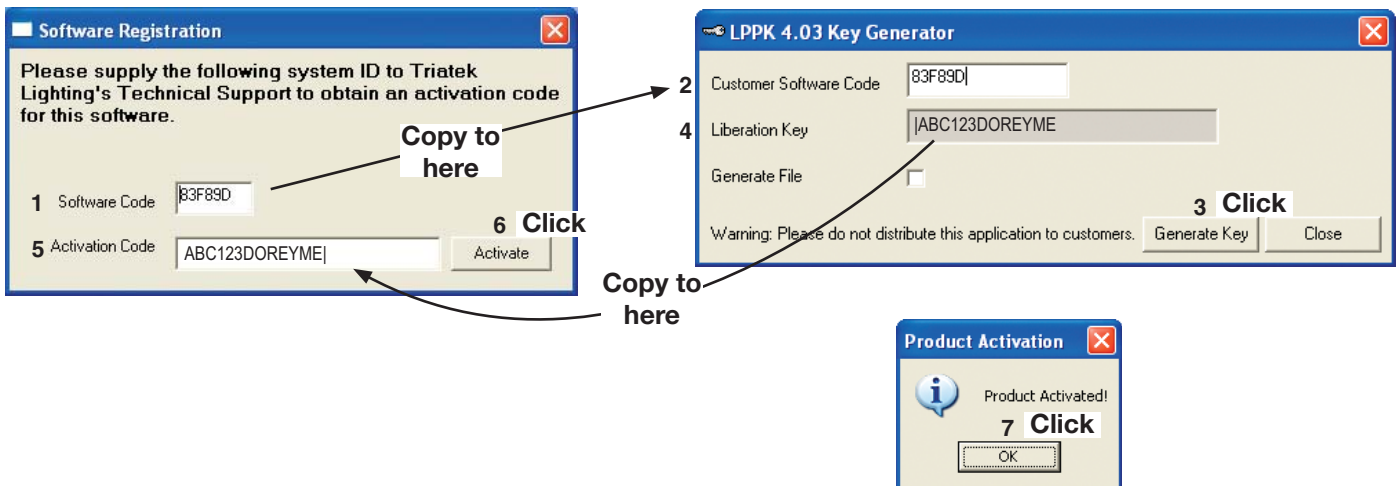 Software Registration
Please supply the following system ID to Triatek
Lighting's Technical Support to obtain an activation code
for this software.
Copy to
here
1 Software Code 83F89D
6 Click
5 Activation Code ABC123DOREYME| Activate
LPPK 4.03 Key Generator
2 Customer Software Code 83F89D|
4 Liberation Key |ABC123DOREYME
Generate File
3 Click
Warning: Please do not distribute this application to customers. Generate Key Close
Copy to
here
Product Activation
Product Activated!
7 Click
OK